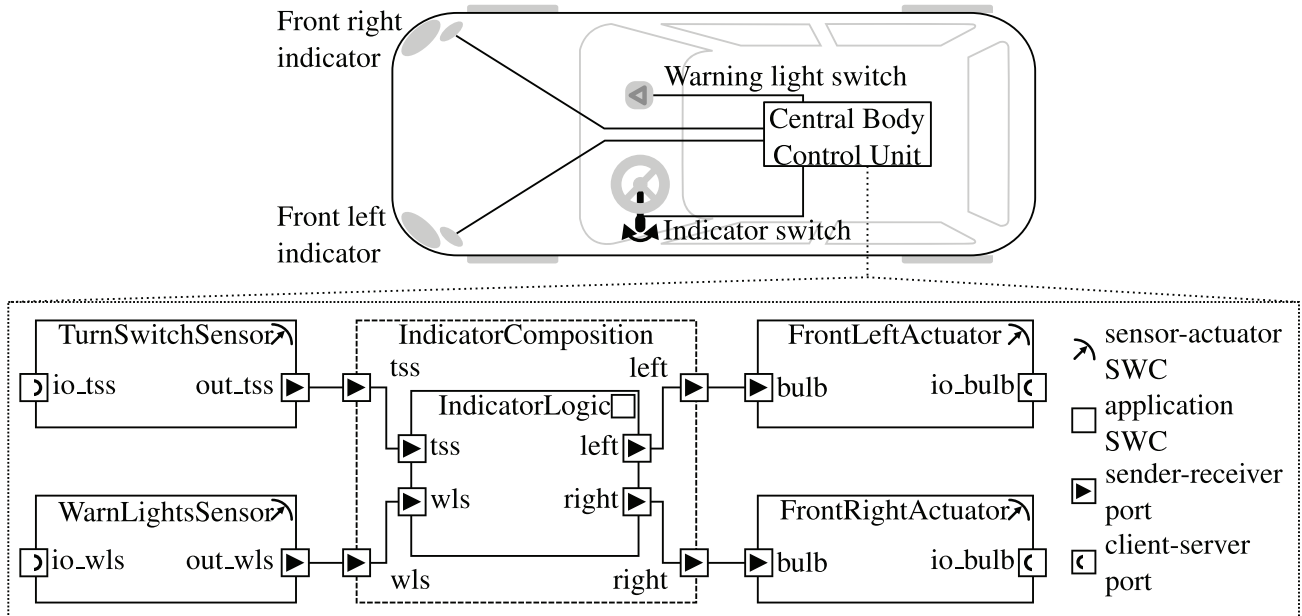 Front right
indicator
Warning light switch
Central Body
Control Unit
Front left
indicator
Indicator switch
TurnSwitchSensor
io_tss
out_tss
IndicatorComposition
tss
left
IndicatorLogic
tss
left
wls
right
wls
right
FrontLeftActuator
bulb
io_bulb
WarnLightsSensor
io_wls
out_wls
FrontRightActuator
bulb
io_bulb
sensor-actuator
SWC
application
SWC
sender-receiver
port
client-server
port